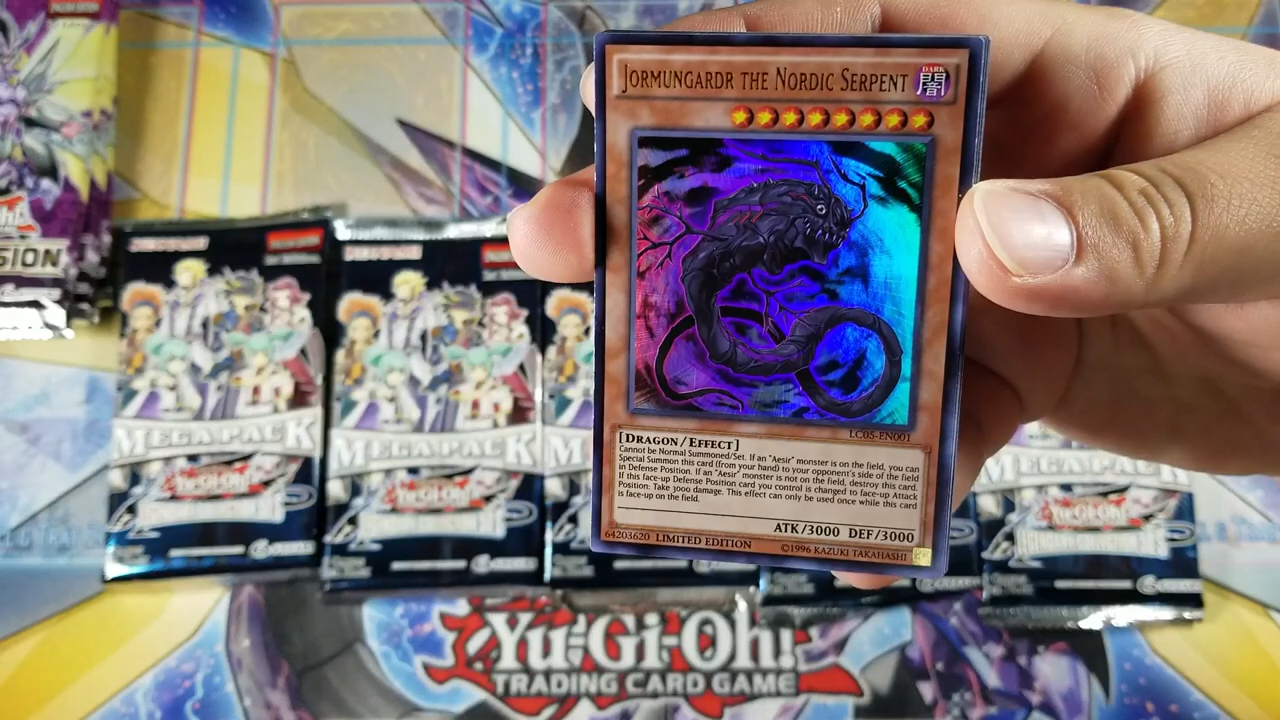 JORMUNGARDR THE NORDIC SERPENT
DARK
闇
LC05-EN001
[DRAGON/EFFECT]
Cannot be Normal Summoned/Set. If an "Aesir" monster is on the field, you can
Special Summon this card (from your hand) to your opponent's side of the field
in Defense Position. If an "Aesir" monster is not on the field, destroy this card.
If this face-up Defense Position card you control is changed to face-up Attack
Position: Take 3000 damage. This effect can only be used once while this card
is face-up on the field.
ATK/3000 DEF/3000
64203620 LIMITED EDITION ©1996 KAZUKI TAKAHASHI
MEGA PACK
Yu-Gi-Oh!
MEGA PACK
Yu-Gi-Oh!
Yu-Gi-Oh!
Yu-Gi-Oh!
TRADING CARD GAME